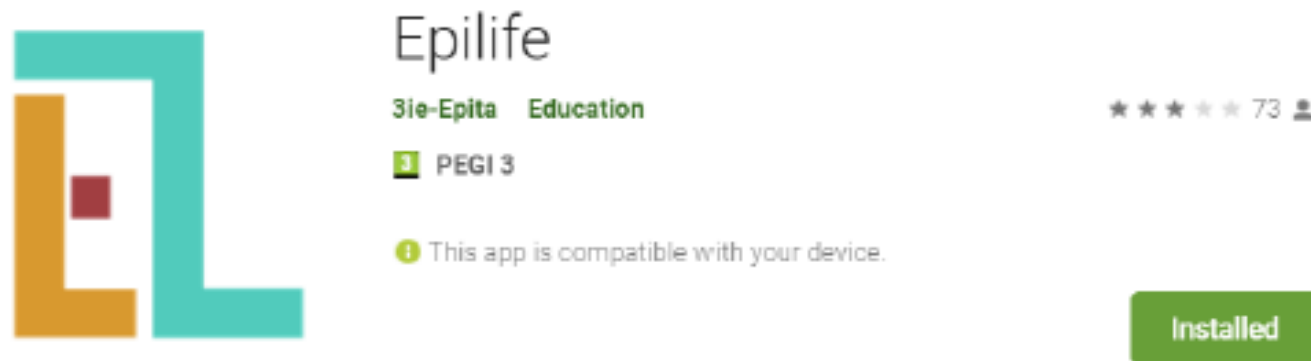 Epilife
3ie-Epita Education 73
3 PEGI 3
This app is compatible with your device.
Installed